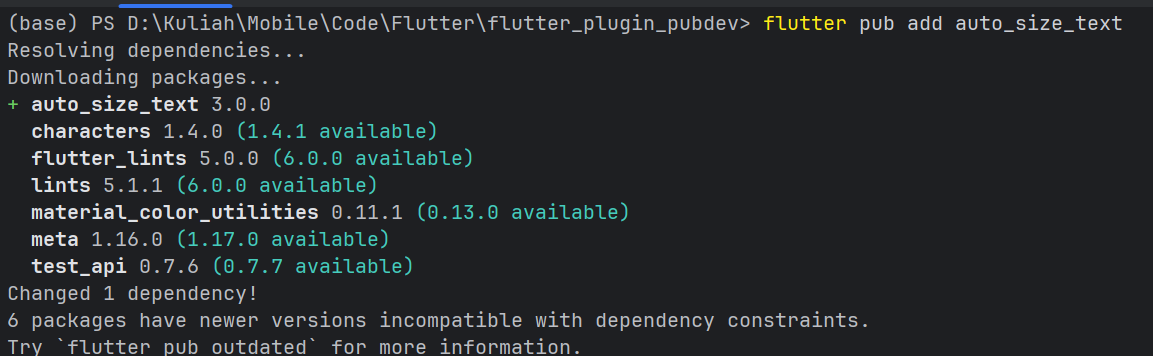 (base) PS D:\Kuliah\Mobile\Code\Flutter\flutter_plugin_pubdev> flutter pub add auto_size_text
Resolving dependencies...
Downloading packages...
+ auto_size_text 3.0.0
  characters 1.4.0 (1.4.1 available)
  flutter_lints 5.0.0 (6.0.0 available)
  lints 5.1.1 (6.0.0 available)
  material_color_utilities 0.11.1 (0.13.0 available)
  meta 1.16.0 (1.17.0 available)
  test_api 0.7.6 (0.7.7 available)
Changed 1 dependency!
6 packages have newer versions incompatible with dependency constraints.
Try `flutter pub outdated` for more information.